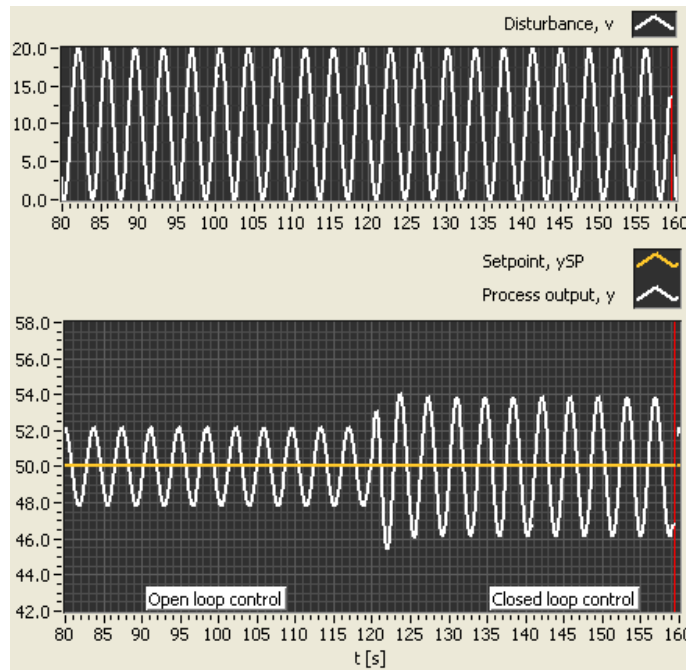 Disturbance, v
20.0
15.0
10.0
5.0
0.0
80 85 90 95 100 105 110 115 120 125 130 135 140 145 150 155 160
Setpoint, ySP
Process output, y
58.0
56.0
54.0
52.0
50.0
48.0
46.0
44.0
42.0
Open loop control Closed loop control
80 85 90 95 100 105 110 115 120 125 130 135 140 145 150 155 160
t [s]